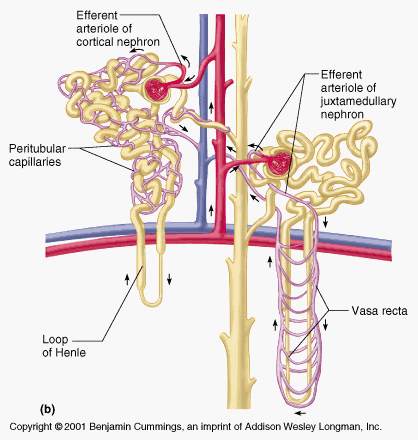 Efferent
arteriole of
cortical nephron
Efferent
arteriole of
juxtamedullary
nephron
Peritubular
capillaries
Vasa recta
Loop
of Henle
(b)
Copyright © 2001 Benjamin Cummings, an imprint of Addison Wesley Longman, Inc.